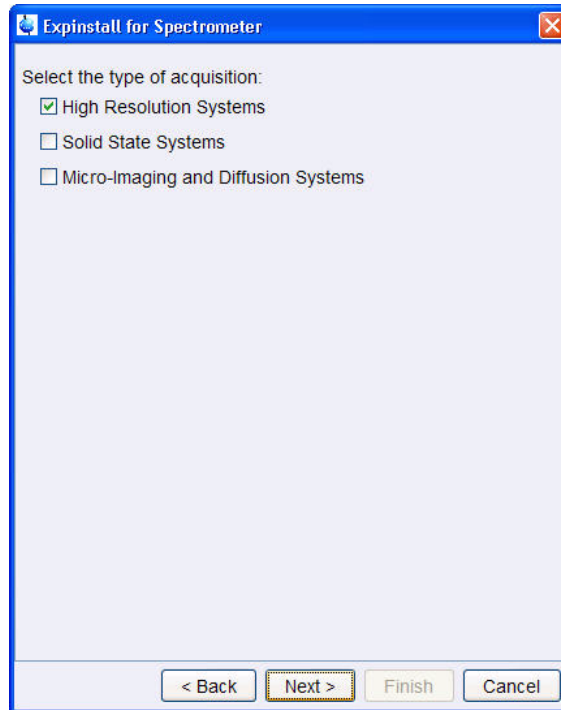 Expinstall for Spectrometer
Select the type of acquisition:
High Resolution Systems
Solid State Systems
Micro-Imaging and Diffusion Systems
< Back Next > Finish Cancel